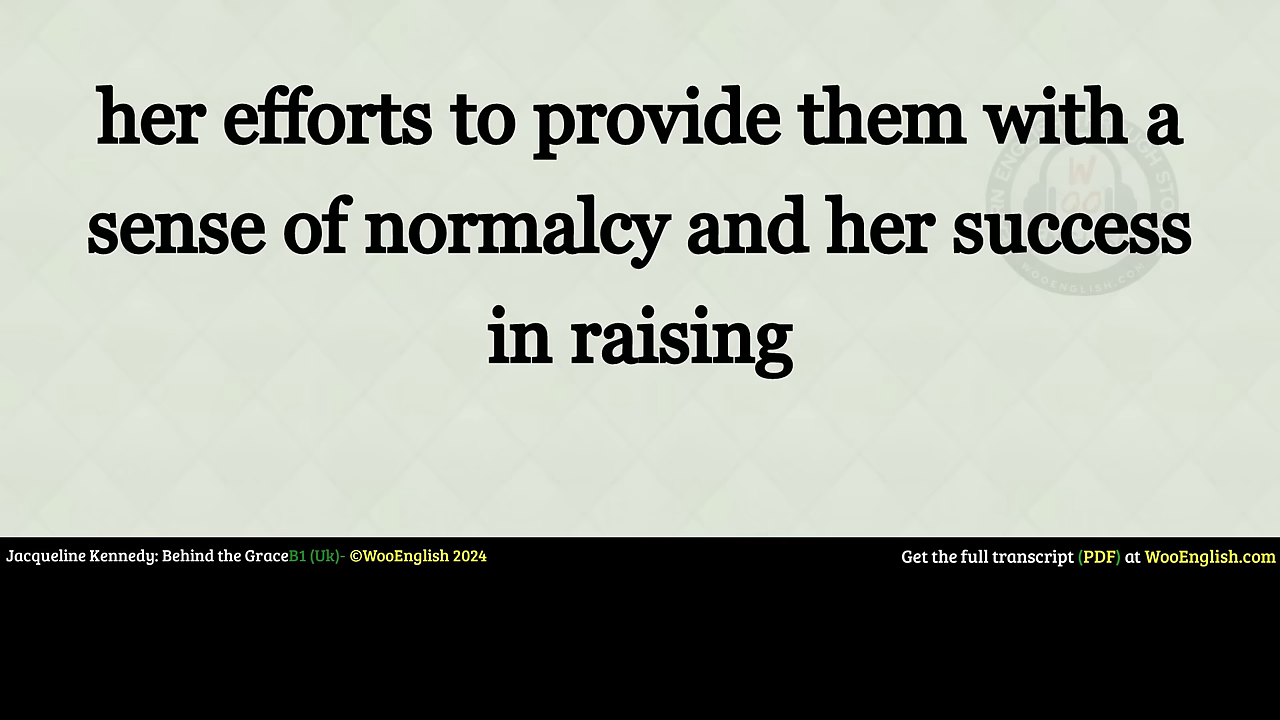 her efforts to provide them with a
sense of normalcy and her success
in raising
Jacqueline Kennedy: Behind the GraceB1 (Uk)- ©WooEnglish 2024
Get the full transcript (PDF) at WooEnglish.com